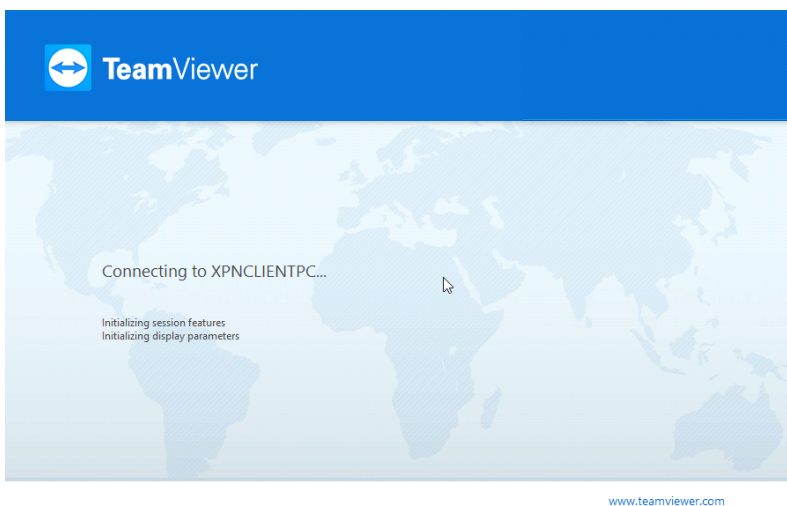 TeamViewer
Connecting to XPNCLIENTPC...
Initializing session features
Initializing display parameters
www.teamviewer.com